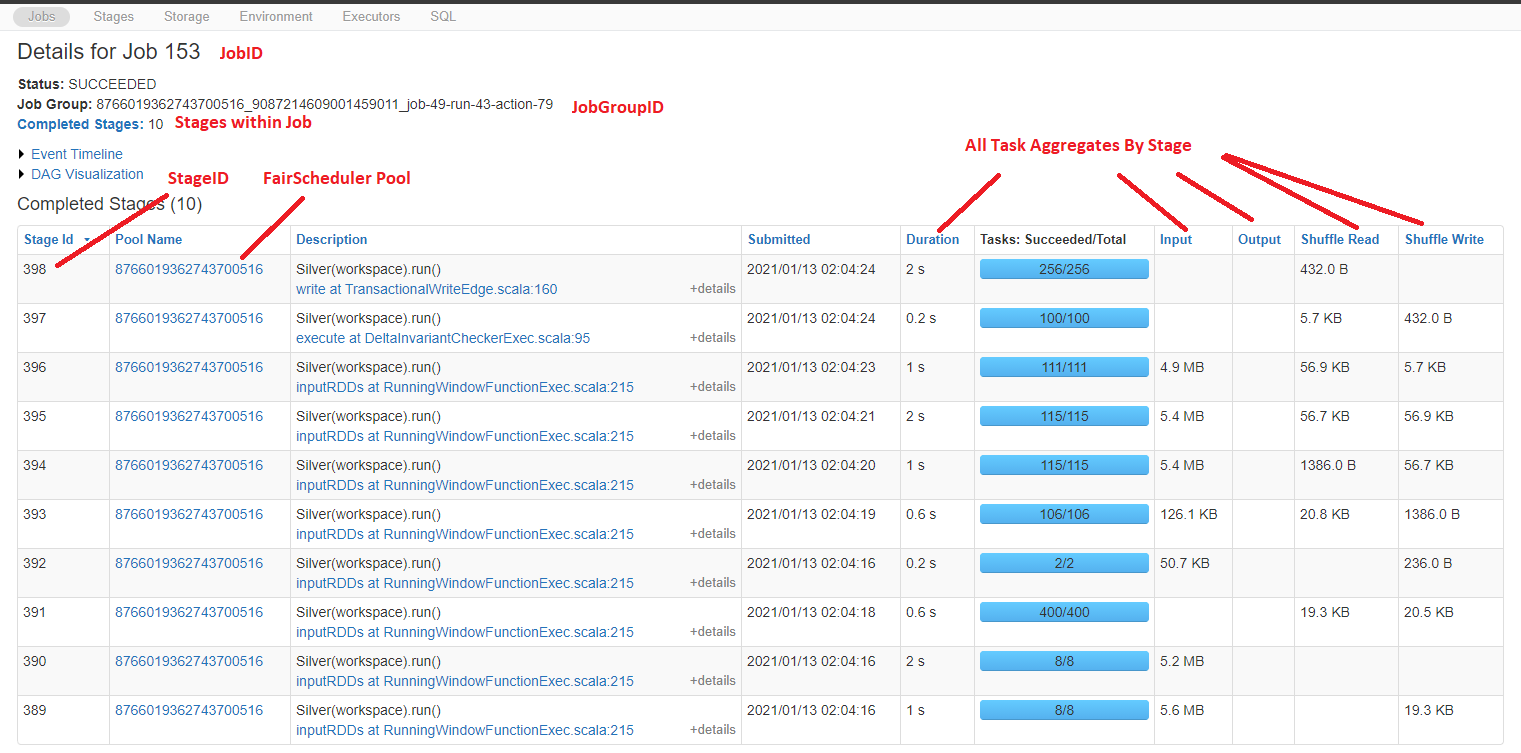 Jobs Stages Storage Environment Executors SQL
Details for Job 153 JobID
Status: SUCCEEDED
Job Group: 8766019362743700516_9087214609001459011_job-49-run-43-action-79 JobGroupID
Completed Stages: 10 Stages within Job
All Task Aggregates By Stage
Event Timeline
DAG Visualization StageID FairScheduler Pool
Completed Stages (10)
Stage Id Pool Name Description Submitted Duration Tasks: Succeeded/Total Input Output Shuffle Read Shuffle Write
398 8766019362743700516 Silver(workspace).run() 2021/01/13 02:04:24 2 s 256/256 432.0 B
write at TransactionalWriteEdge.scala:160 +details
397 8766019362743700516 Silver(workspace).run() 2021/01/13 02:04:24 0.2 s 100/100 5.7 KB 432.0 B
execute at DeltaInvariantCheckerExec.scala:95 +details
396 8766019362743700516 Silver(workspace).run() 2021/01/13 02:04:23 1 s 111/111 4.9 MB 56.9 KB 5.7 KB
inputRDDs at RunningWindowFunctionExec.scala:215 +details
395 8766019362743700516 Silver(workspace).run() 2021/01/13 02:04:21 2 s 115/115 5.4 MB 56.7 KB 56.9 KB
inputRDDs at RunningWindowFunctionExec.scala:215 +details
394 8766019362743700516 Silver(workspace).run() 2021/01/13 02:04:20 1 s 115/115 5.4 MB 1386.0 B 56.7 KB
inputRDDs at RunningWindowFunctionExec.scala:215 +details
393 8766019362743700516 Silver(workspace).run() 2021/01/13 02:04:19 0.6 s 106/106 126.1 KB 20.8 KB 1386.0 B
inputRDDs at RunningWindowFunctionExec.scala:215 +details
392 8766019362743700516 Silver(workspace).run() 2021/01/13 02:04:16 0.2 s 2/2 50.7 KB 236.0 B
inputRDDs at RunningWindowFunctionExec.scala:215 +details
391 8766019362743700516 Silver(workspace).run() 2021/01/13 02:04:18 0.6 s 400/400 19.3 KB 20.5 KB
inputRDDs at RunningWindowFunctionExec.scala:215 +details
390 8766019362743700516 Silver(workspace).run() 2021/01/13 02:04:16 2 s 8/8 5.2 MB
inputRDDs at RunningWindowFunctionExec.scala:215 +details
389 8766019362743700516 Silver(workspace).run() 2021/01/13 02:04:16 1 s 8/8 5.6 MB 19.3 KB
inputRDDs at RunningWindowFunctionExec.scala:215 +details